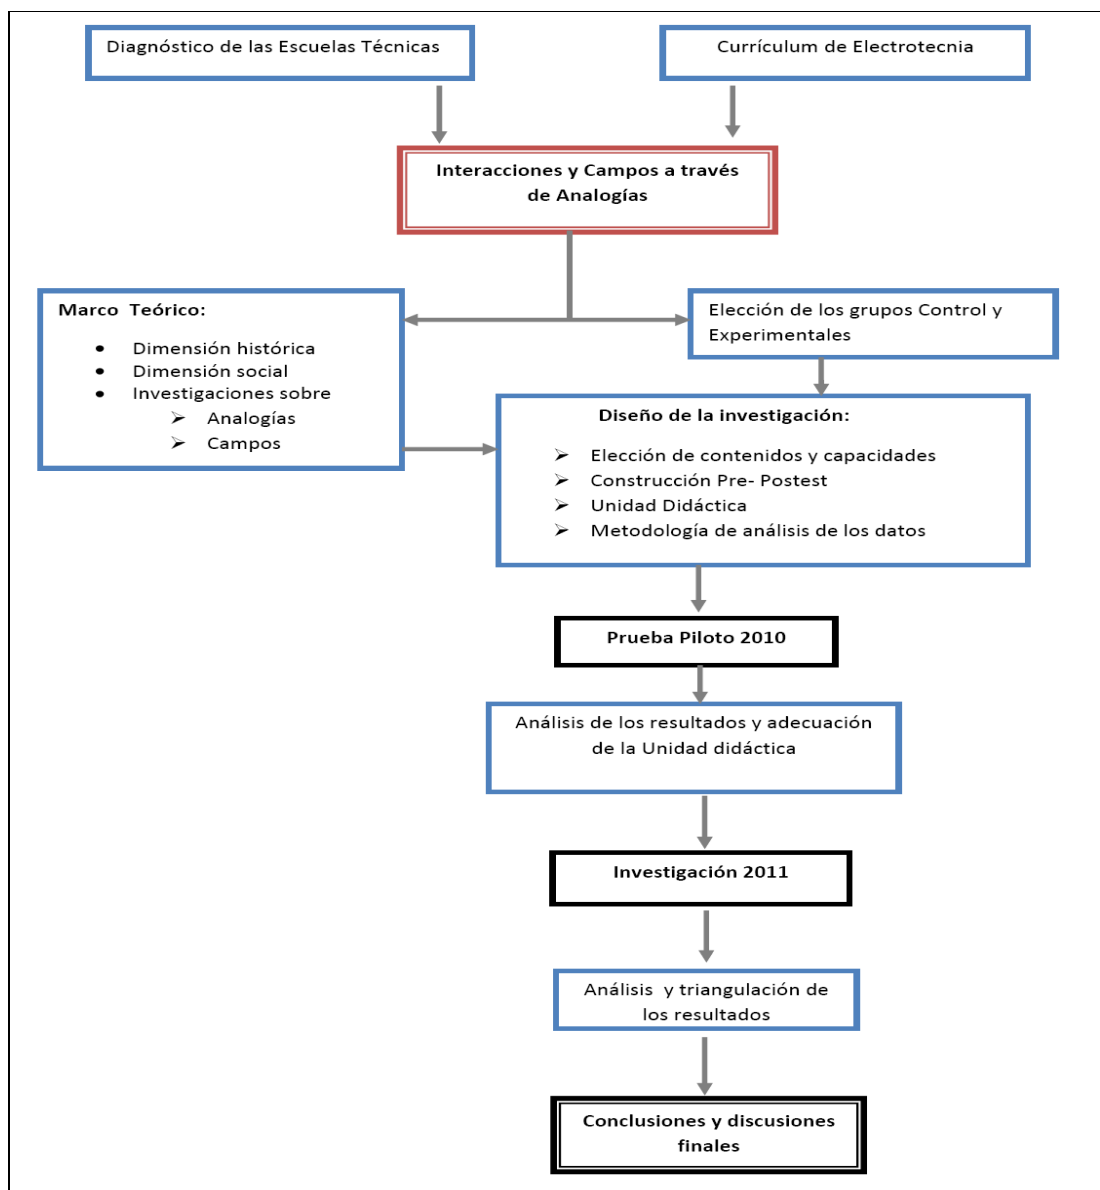 Diagnóstico de las Escuelas Técnicas
Currículum de Electrotecnia
Interacciones y Campos a través
de Analogías
Marco Teórico:
• Dimensión histórica
• Dimensión social
• Investigaciones sobre
➢ Analogías
➢ Campos
Elección de los grupos Control y
Experimentales
Diseño de la investigación:
➢ Elección de contenidos y capacidades
➢ Construcción Pre- Postest
➢ Unidad Didáctica
➢ Metodología de análisis de los datos
Prueba Piloto 2010
Análisis de los resultados y adecuación
de la Unidad didáctica
Investigación 2011
Análisis y triangulación de
los resultados
Conclusiones y discusiones
finales